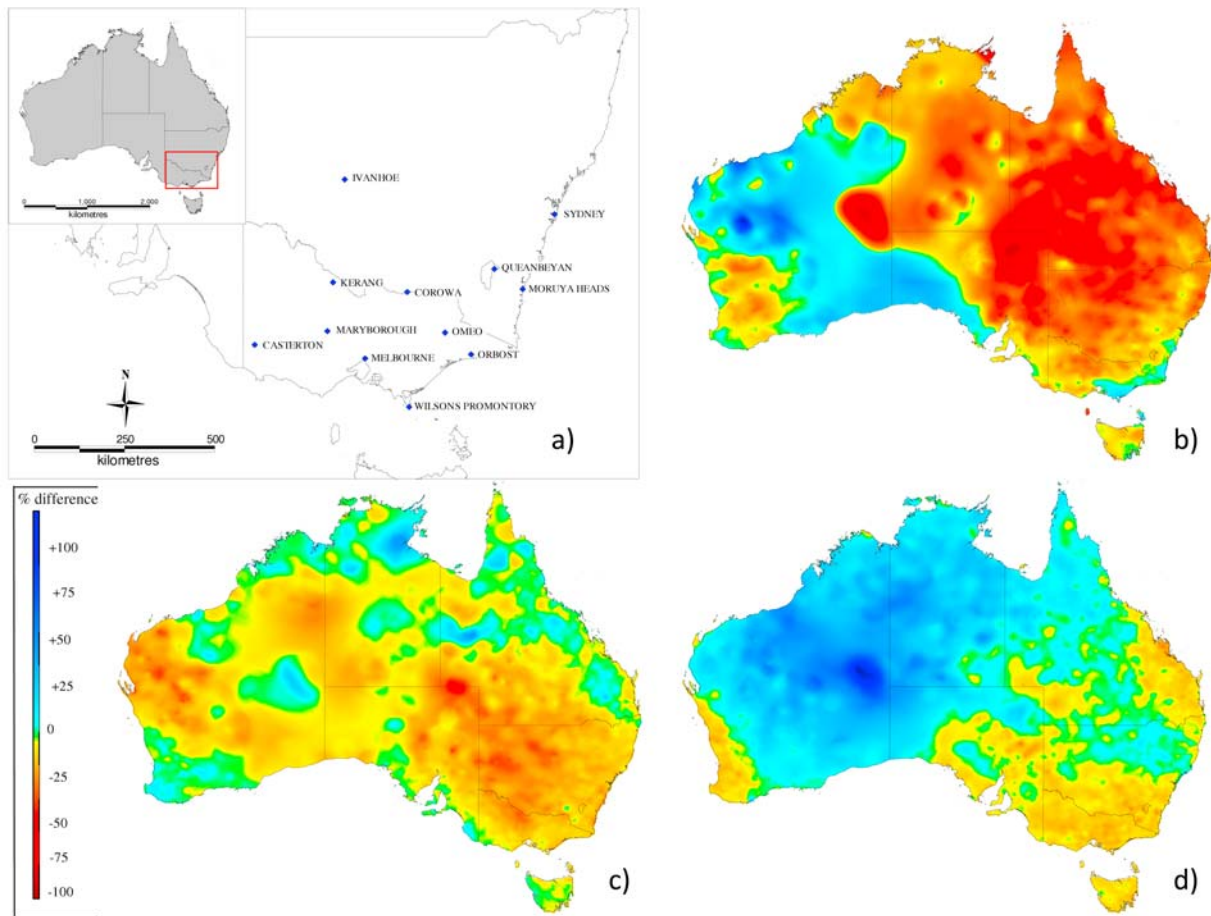 0 1,000 2,000
kilometres
IVANHOE
SYDNEY
QUEANBEYAN
KERANG
COROWA
MORUYA HEADS
MARYBOROUGH
OMEO
CASTERTON
MELBOURNE
ORBOST
WILSONS PROMONTORY
N
0 250 500
kilometres
a)
b)
% difference
+100
+75
+50
+25
0
-25
-50
-75
-100
c)
d)